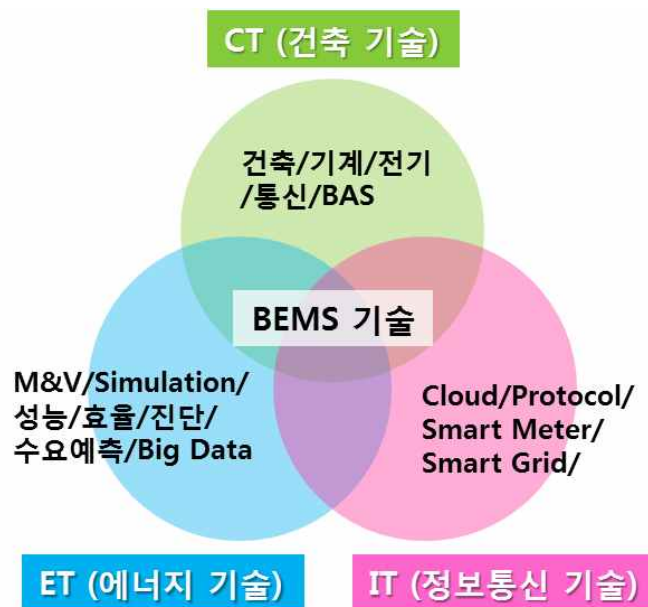 CT (건축 기술)
건축/기계/전기
/통신/BAS
BEMS 기술
M&V/Simulation/
성능/효율/진단/
수요예측/Big Data
Cloud/Protocol/
Smart Meter/
Smart Grid/
ET (에너지 기술)
IT (정보통신 기술)